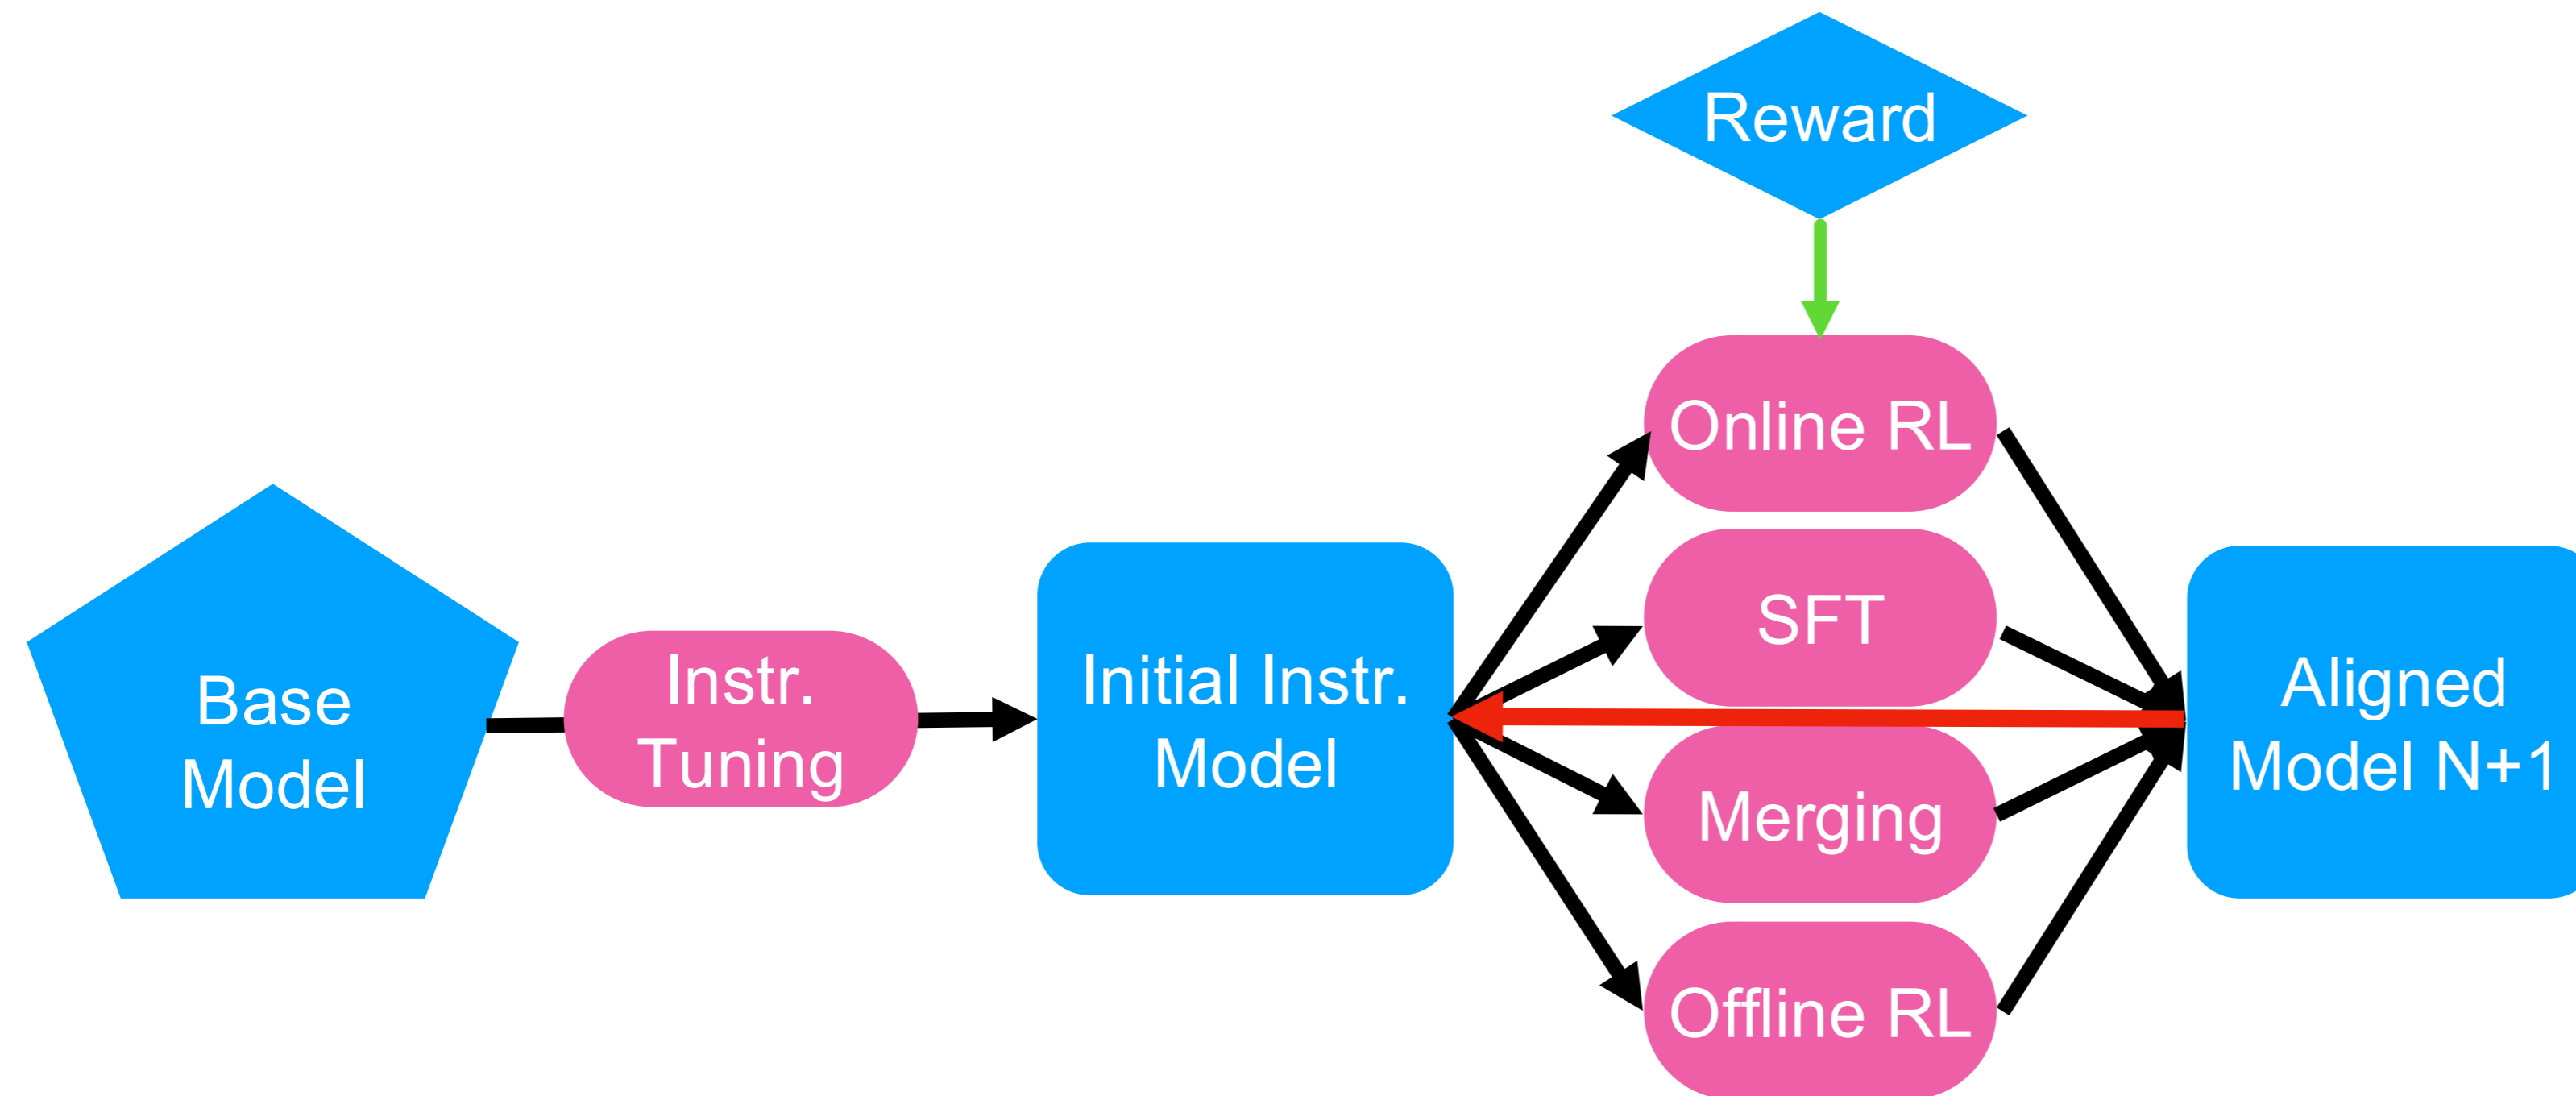 Reward
Base
Model
Instr.
Tuning
Initial Instr.
Model
Online RL
SFT
Merging
Offline RL
Aligned
Model N+1